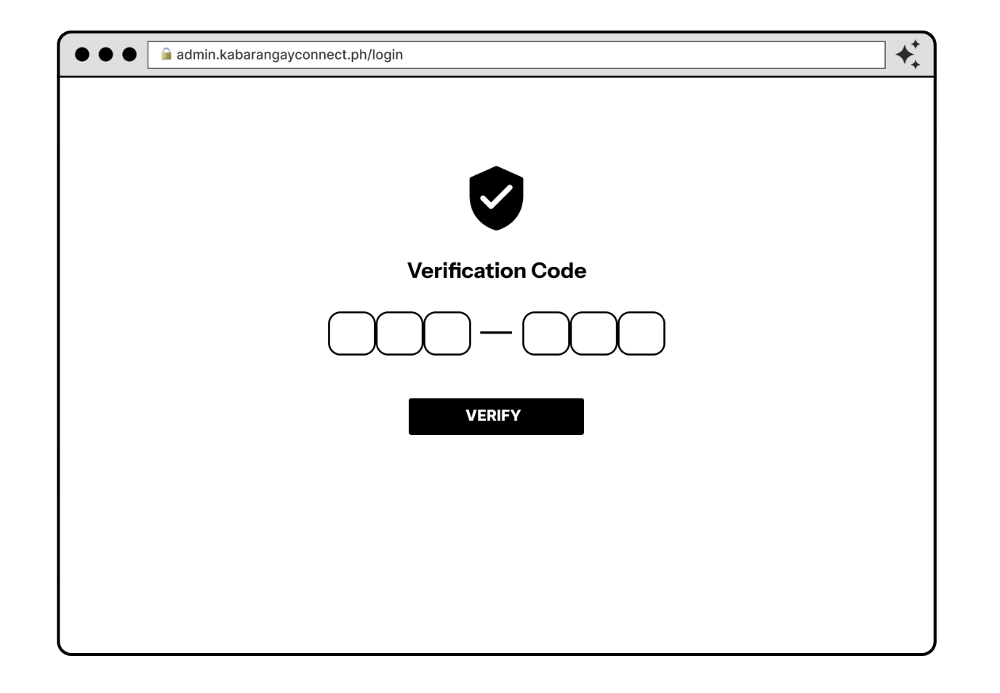 admin.kabarangayconnect.ph/login
Verification Code
VERIFY